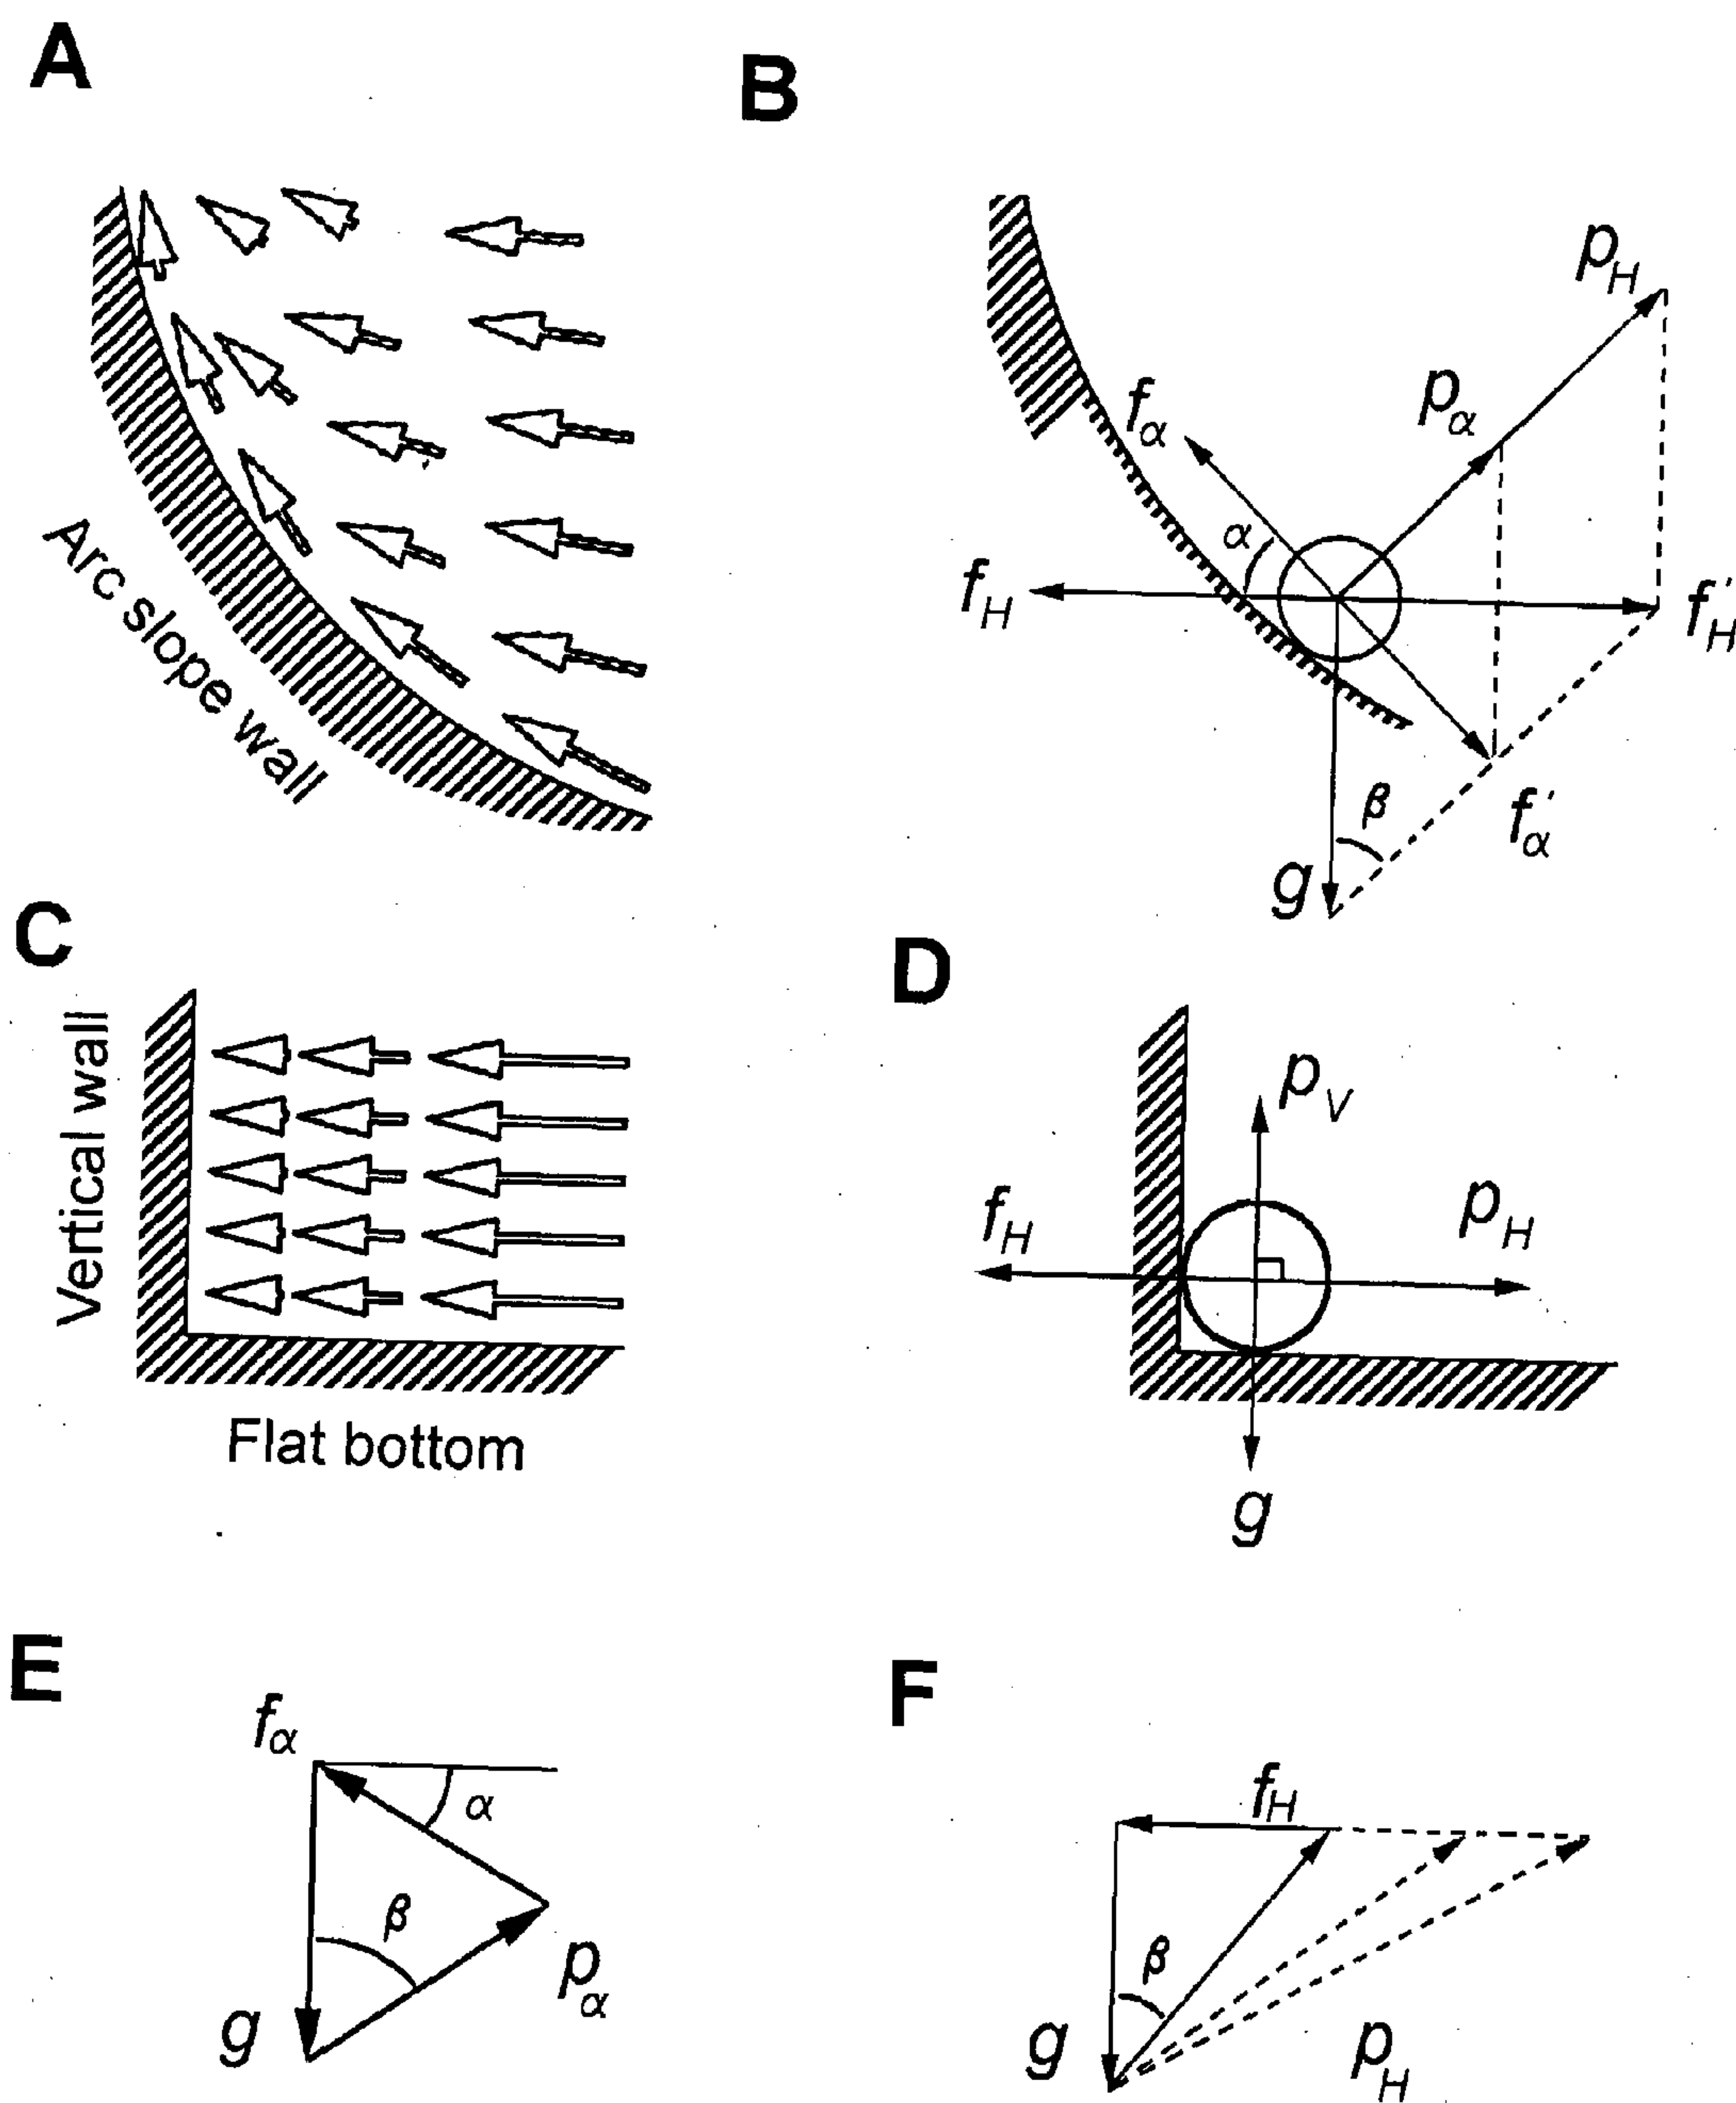 A
Arc slope wall
B
p_H
p_α
f_α
α
f_H
f'_H
β
f'_α
g
C
Vertical wall
Flat bottom
D
p_V
f_H
p_H
g
E
f_α
α
β
p_α
g
F
f_H
β
g
p_H